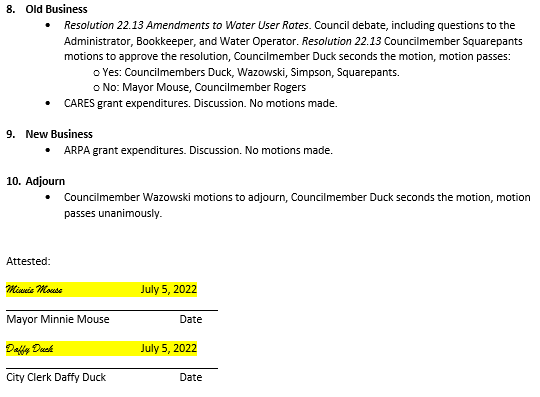 8. Old Business
• Resolution 22.13 Amendments to Water User Rates. Council debate, including questions to the
Administrator, Bookkeeper, and Water Operator. Resolution 22.13 Councilmember Squarepants
motions to approve the resolution, Councilmember Duck seconds the motion, motion passes:
o Yes: Councilmembers Duck, Wazowski, Simpson, Squarepants.
o No: Mayor Mouse, Councilmember Rogers
• CARES grant expenditures. Discussion. No motions made.
9. New Business
• ARPA grant expenditures. Discussion. No motions made.
10. Adjourn
• Councilmember Wazowski motions to adjourn, Councilmember Duck seconds the motion, motion
passes unanimously.
Attested:
Minnie Mouse July 5, 2022
Mayor Minnie Mouse Date
Daffy Duck July 5, 2022
City Clerk Daffy Duck Date